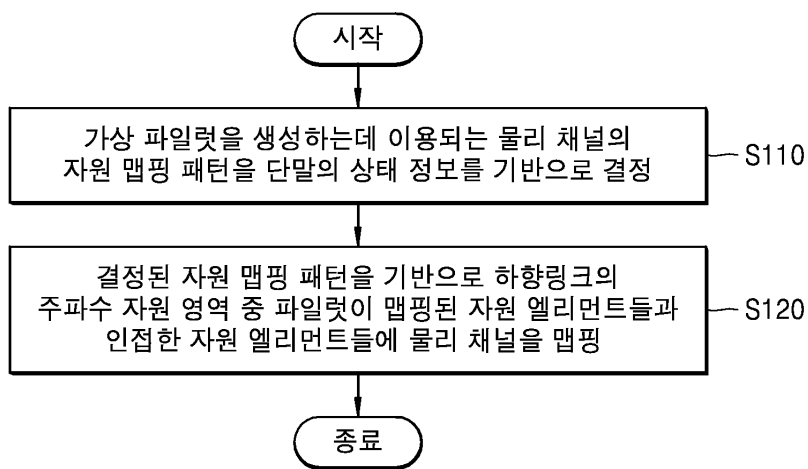 시작
가상 파일럿을 생성하는데 이용되는 물리 채널의
자원 맵핑 패턴을 단말의 상태 정보를 기반으로 결정
S110
결정된 자원 맵핑 패턴을 기반으로 하향링크의
주파수 자원 영역 중 파일럿이 맵핑된 자원 엘리먼트들과
인접한 자원 엘리먼트들에 물리 채널을 맵핑
S120
종료